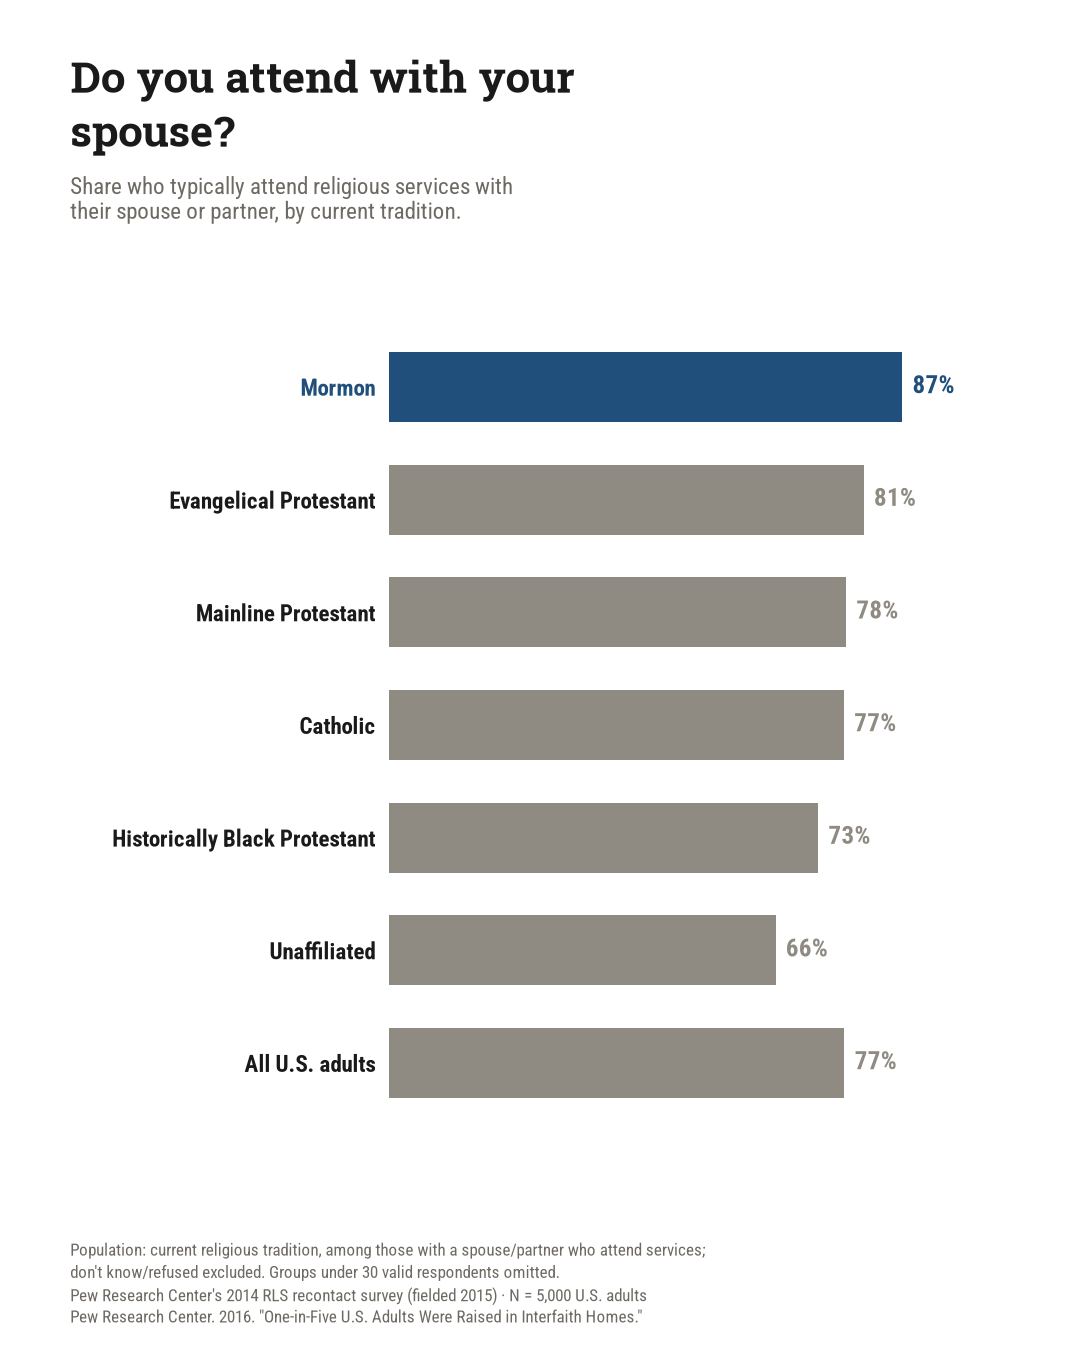 Do you attend with your
spouse?
Share who typically attend religious services with
their spouse or partner, by current tradition.
Mormon 87%
Evangelical Protestant 81%
Mainline Protestant 78%
Catholic 77%
Historically Black Protestant 73%
Unaffiliated 66%
All U.S. adults 77%
Population: current religious tradition, among those with a spouse/partner who attend services;
don't know/refused excluded. Groups under 30 valid respondents omitted.
Pew Research Center's 2014 RLS recontact survey (fielded 2015) · N = 5,000 U.S. adults
Pew Research Center. 2016. "One-in-Five U.S. Adults Were Raised in Interfaith Homes."